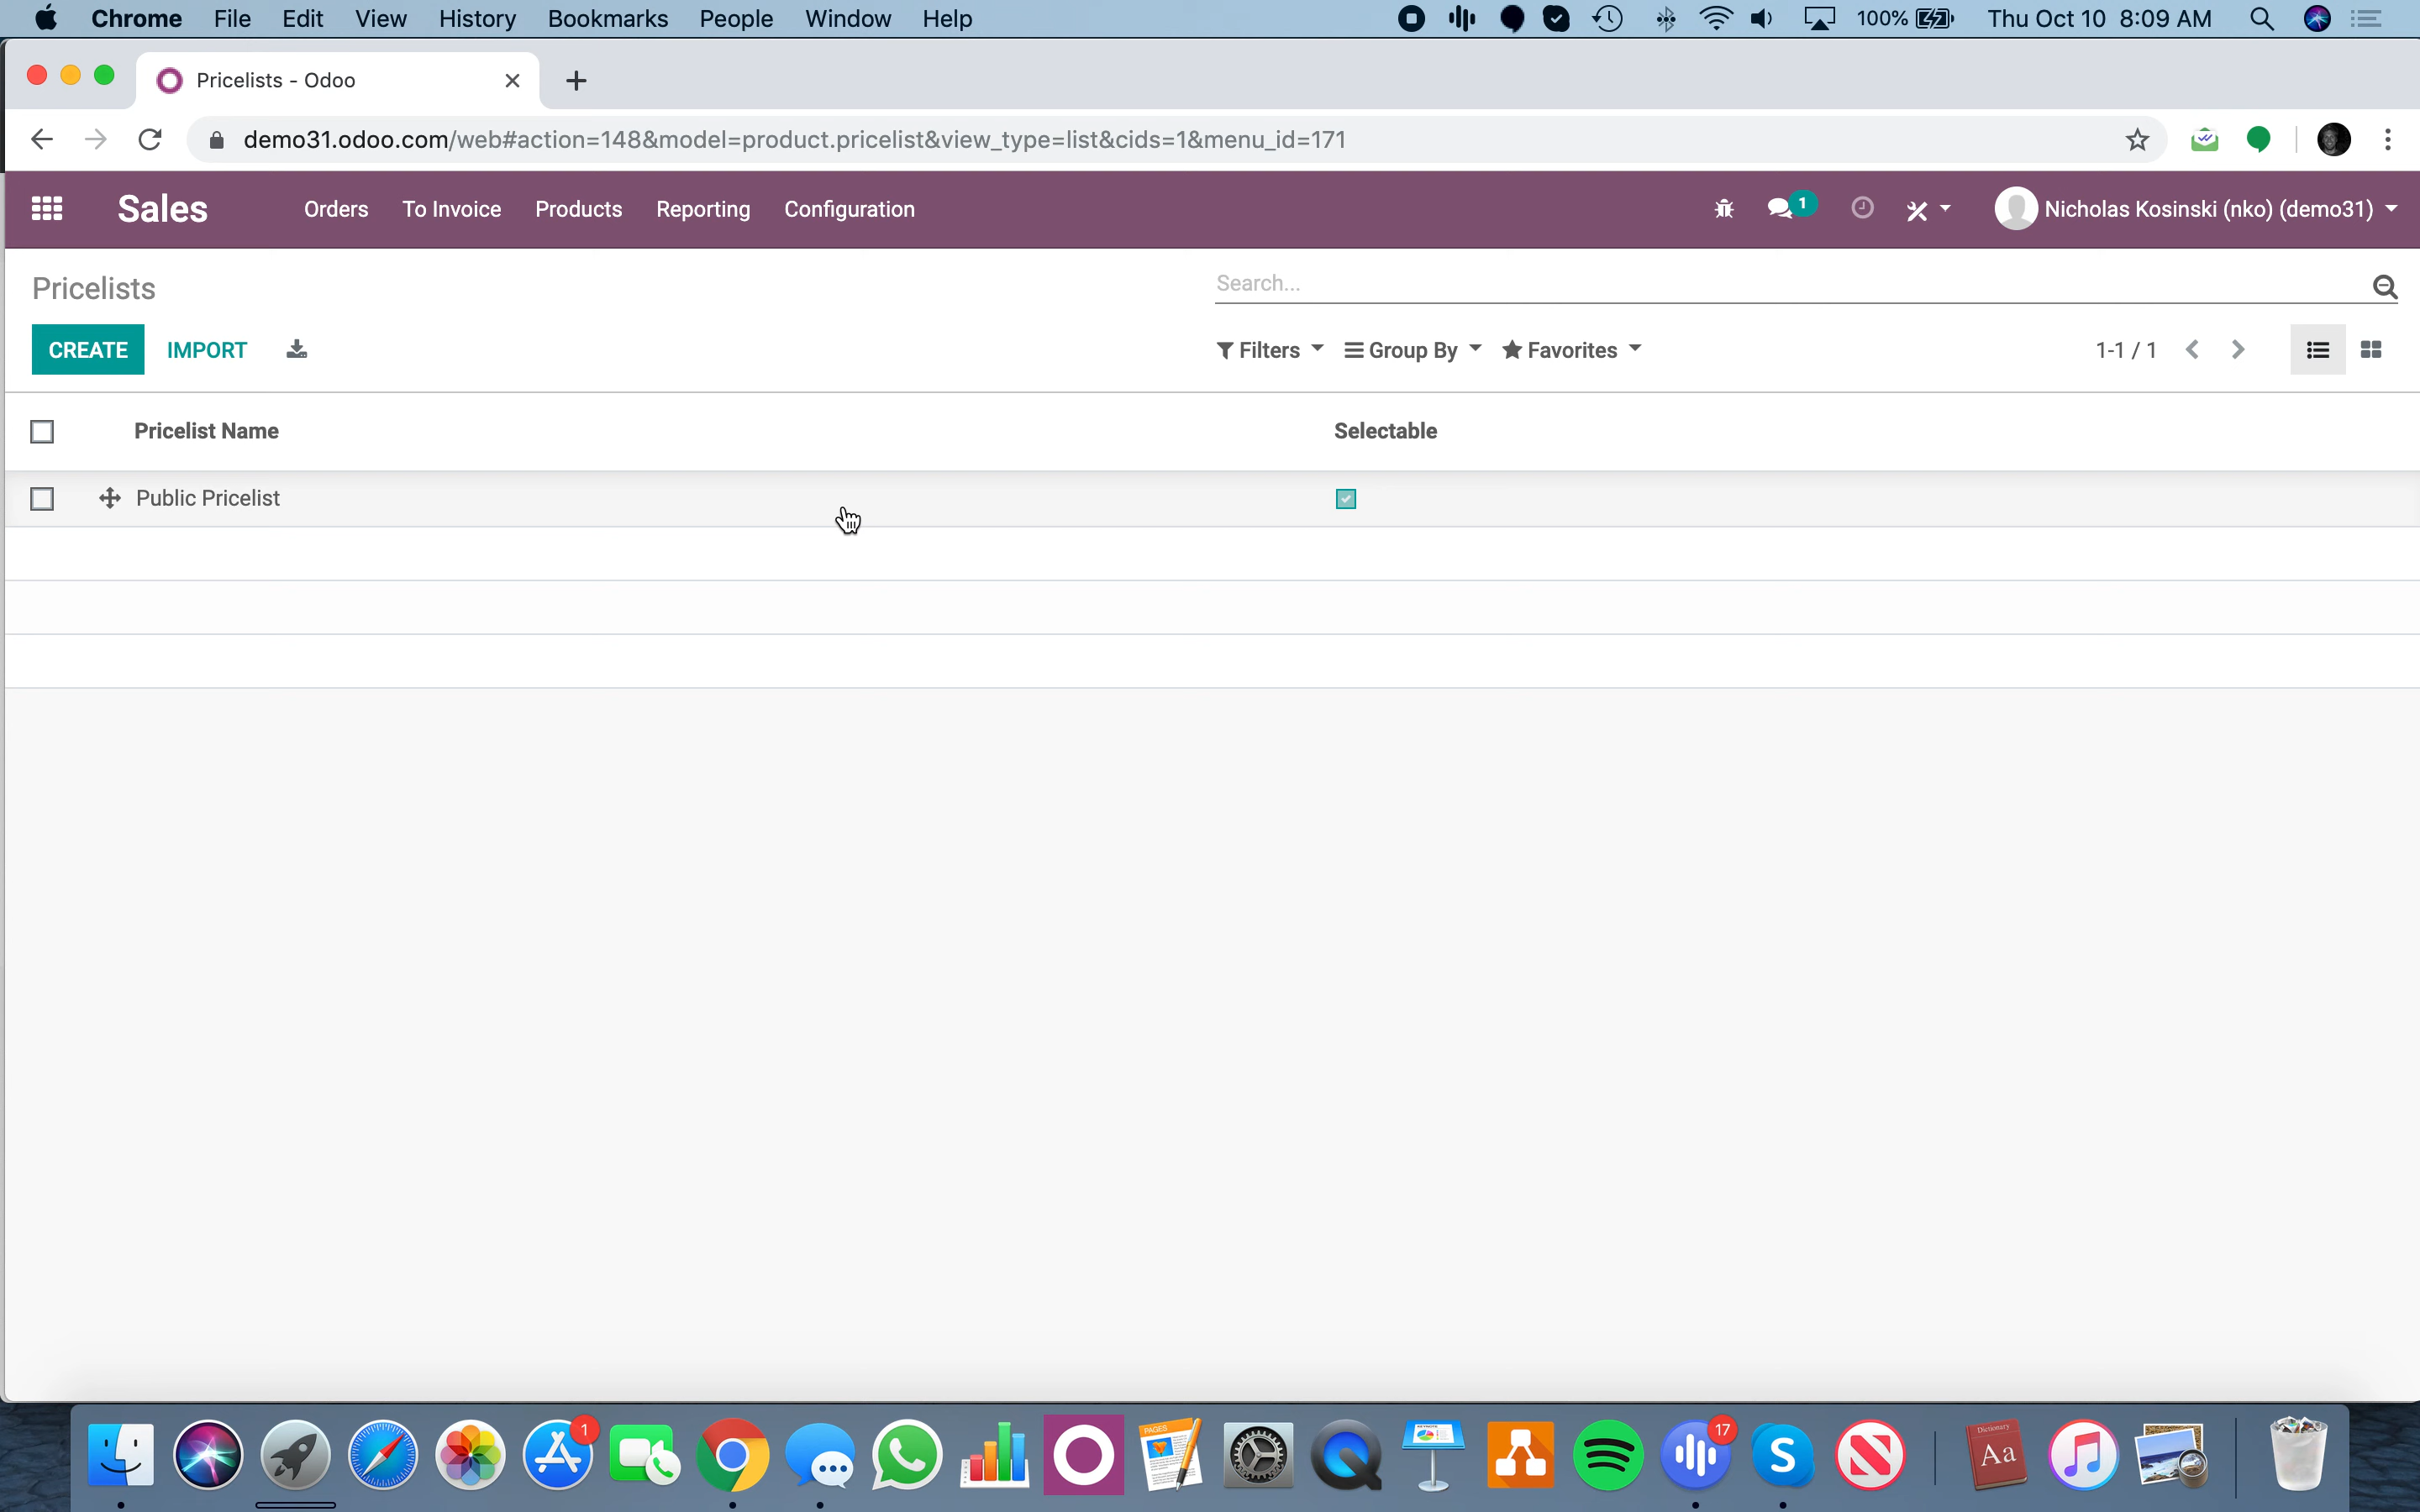 Chrome File Edit View History Bookmarks People Window Help 100% Thu Oct 10 8:09 AM
Pricelists - Odoo
demo31.odoo.com/web#action=148&model=product.pricelist&view_type=list&cids=1&menu_id=171
Sales Orders To Invoice Products Reporting Configuration 1 Nicholas Kosinski (nko) (demo31)
Pricelists Search...
CREATE IMPORT Filters Group By Favorites 1-1 / 1
Pricelist Name Selectable
Public Pricelist
1 17
PAGES
Dictionary
Aa
S